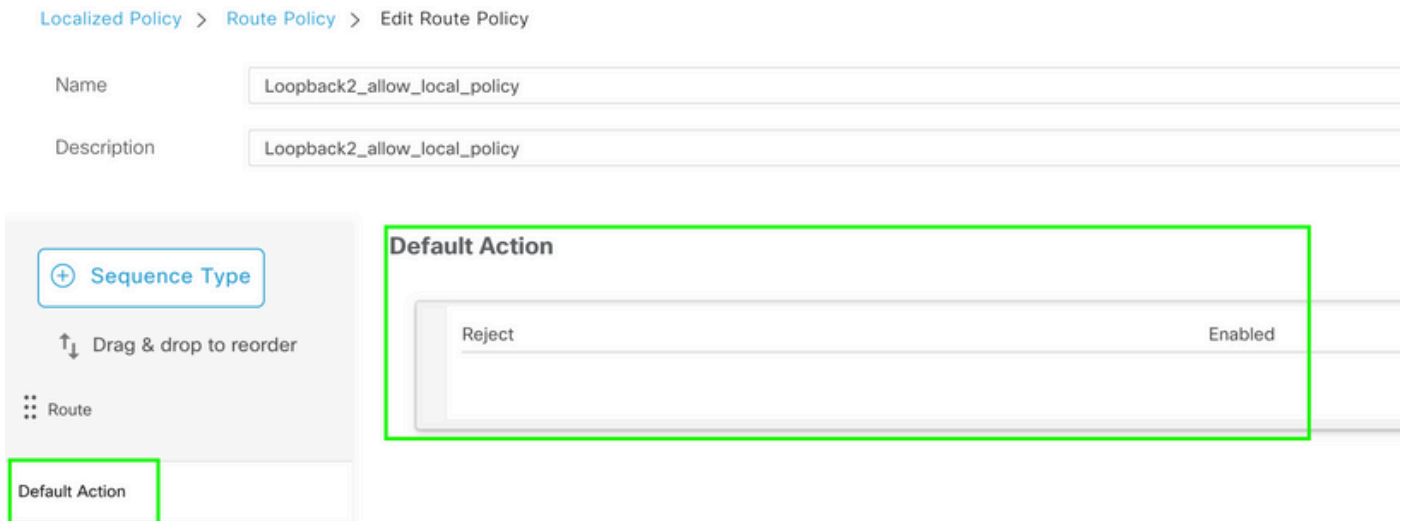 Localized Policy > Route Policy > Edit Route Policy
Name
Loopback2_allow_local_policy
Description
Loopback2_allow_local_policy
Sequence Type
Drag & drop to reorder
Route
Default Action
Default Action
Reject Enabled